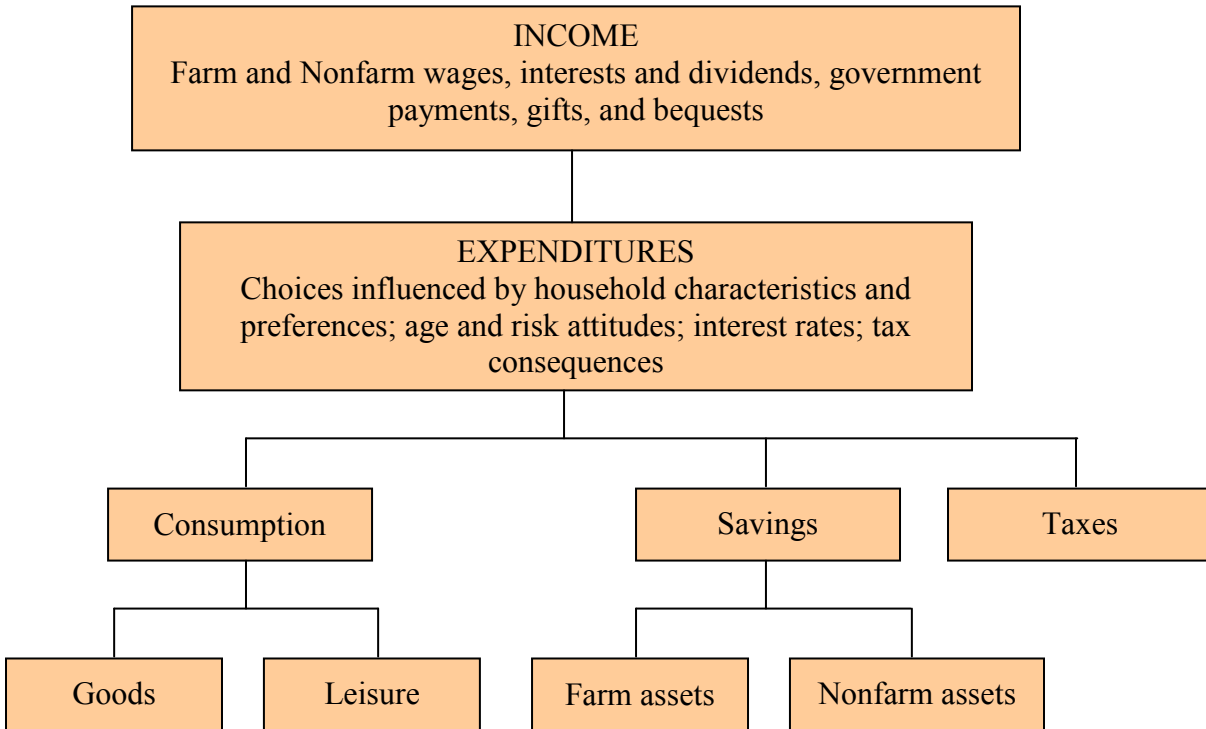 INCOME
Farm and Nonfarm wages, interests and dividends, government
payments, gifts, and bequests
EXPENDITURES
Choices influenced by household characteristics and
preferences; age and risk attitudes; interest rates; tax
consequences
Consumption
Savings
Taxes
Goods
Leisure
Farm assets
Nonfarm assets